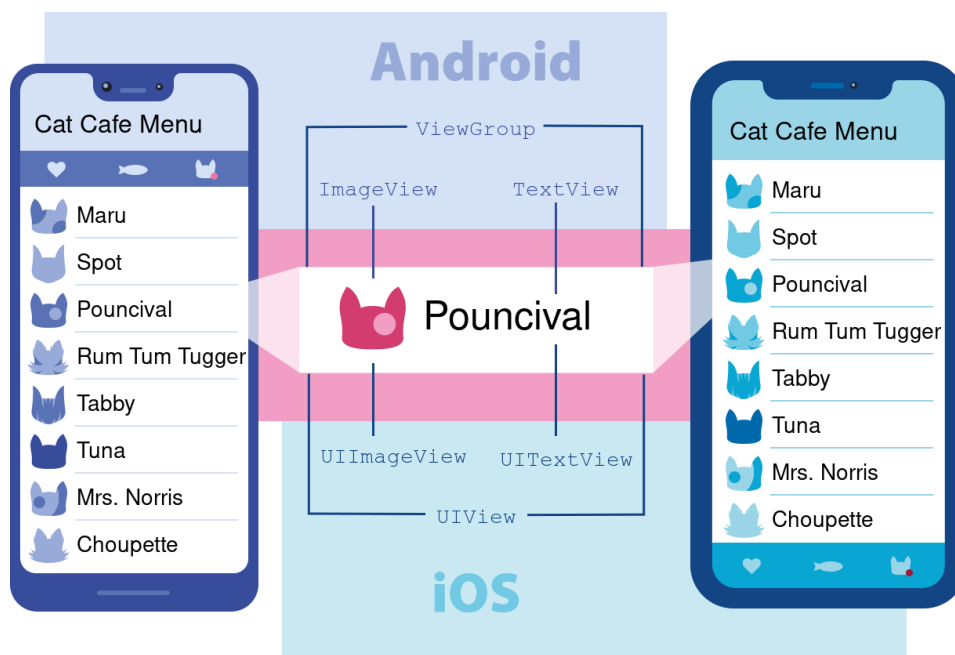 Android
Cat Cafe Menu
Maru
Spot
Pouncival
Rum Tum Tugger
Tabby
Tuna
Mrs. Norris
Choupette
ViewGroup
ImageView
TextView
Pouncival
UIImageView
UITextView
UIView
iOS
Cat Cafe Menu
Maru
Spot
Pouncival
Rum Tum Tugger
Tabby
Tuna
Mrs. Norris
Choupette